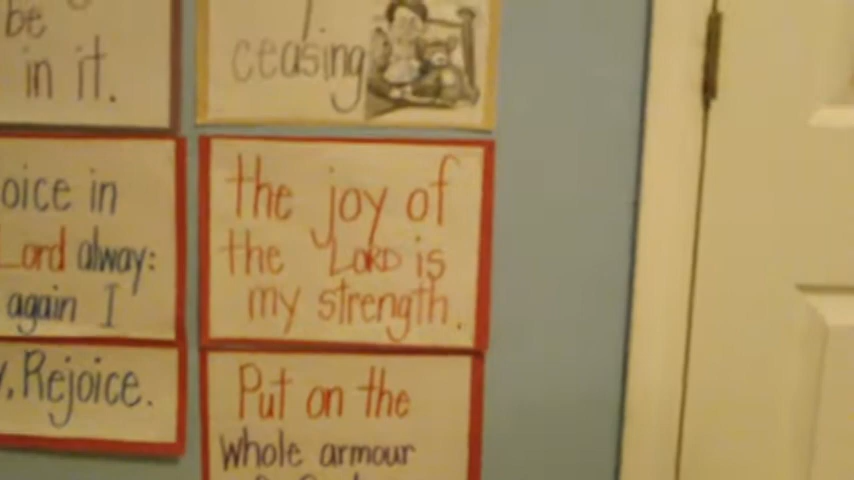 be
in it.
ceasing
oice in
Lord alway:
again I
, Rejoice.
the joy of
the LORD is
my strength.
Put on the
whole armour